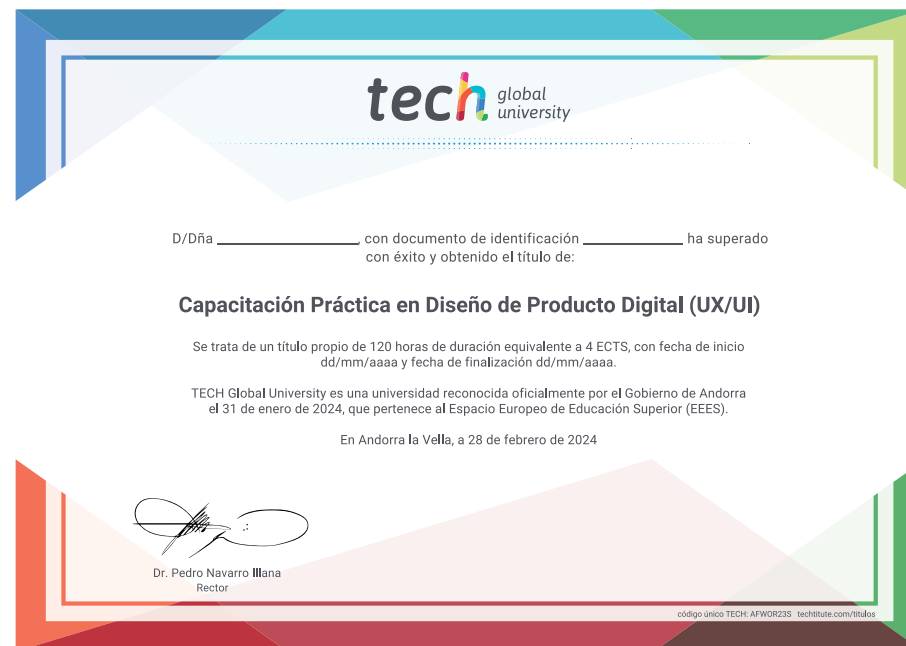 tech global university
D/Dña ____________________, con documento de identificación ______________ ha superado
con éxito y obtenido el título de:
Capacitación Práctica en Diseño de Producto Digital (UX/UI)
Se trata de un título propio de 120 horas de duración equivalente a 4 ECTS, con fecha de inicio
dd/mm/aaaa y fecha de finalización dd/mm/aaaa.
TECH Global University es una universidad reconocida oficialmente por el Gobierno de Andorra
el 31 de enero de 2024, que pertenece al Espacio Europeo de Educación Superior (EEES).
En Andorra la Vella, a 28 de febrero de 2024
Dr. Pedro Navarro Illana
Rector
código único TECH: AFWOR23S techtitute.com/titulos